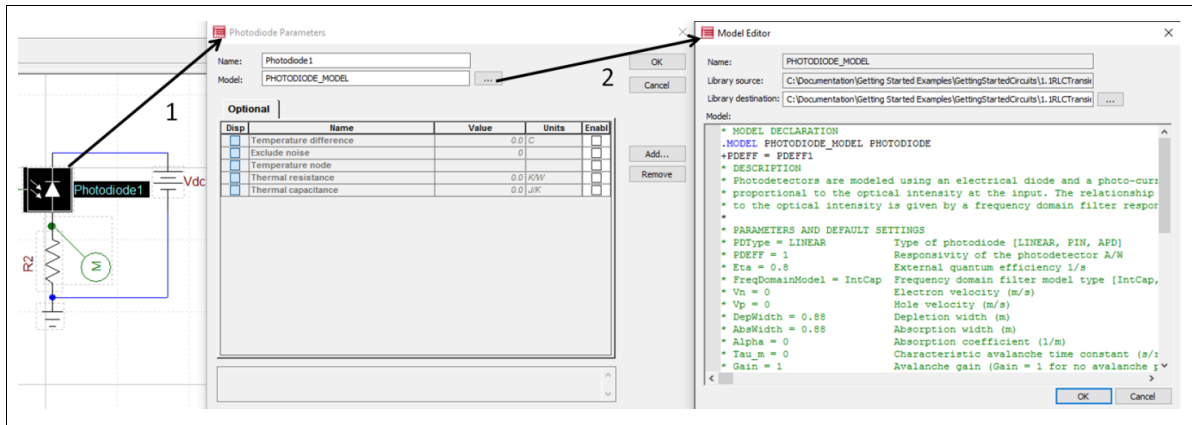 1
Photodiode1
Vdc
R2
M
Photodiode Parameters
Name: Photodiode1
Model: PHOTODIODE_MODEL ...
OK
Cancel
Optional
Disp Name Value Units Enabl
Temperature difference 0.0 C
Exclude noise 0
Temperature node
Thermal resistance 0.0 K/W
Thermal capacitance 0.0 J/K
Add...
Remove
2
Model Editor
Name: PHOTODIODE_MODEL
Library source: C:\Documentation\Getting Started Examples\GettingStartedCircuits\1.1RLCTransie
Library destination: C:\Documentation\Getting Started Examples\GettingStartedCircuits\1.1RLCTransie ...
Model:
* MODEL DECLARATION
.MODEL PHOTODIODE_MODEL PHOTODIODE
+PDEFF = PDEFF1
* DESCRIPTION
* Photodetectors are modeled using an electrical diode and a photo-curr
* proportional to the optical intensity at the input. The relationship
* to the optical intensity is given by a frequency domain filter respor
*
* PARAMETERS AND DEFAULT SETTINGS
* PDType = LINEAR Type of photodiode [LINEAR, PIN, APD]
* PDEFF = 1 Responsivity of the photodetector A/W
* Eta = 0.8 External quantum efficiency 1/s
* FreqDomainModel = IntCap Frequency domain filter model type [IntCap,
* Vn = 0 Electron velocity (m/s)
* Vp = 0 Hole velocity (m/s)
* DepWidth = 0.88 Depletion width (m)
* AbsWidth = 0.88 Absorption width (m)
* Alpha = 0 Absorption coefficient (1/m)
* Tau_m = 0 Characteristic avalanche time constant (s/
* Gain = 1 Avalanche gain (Gain = 1 for no avalanche p
OK Cancel